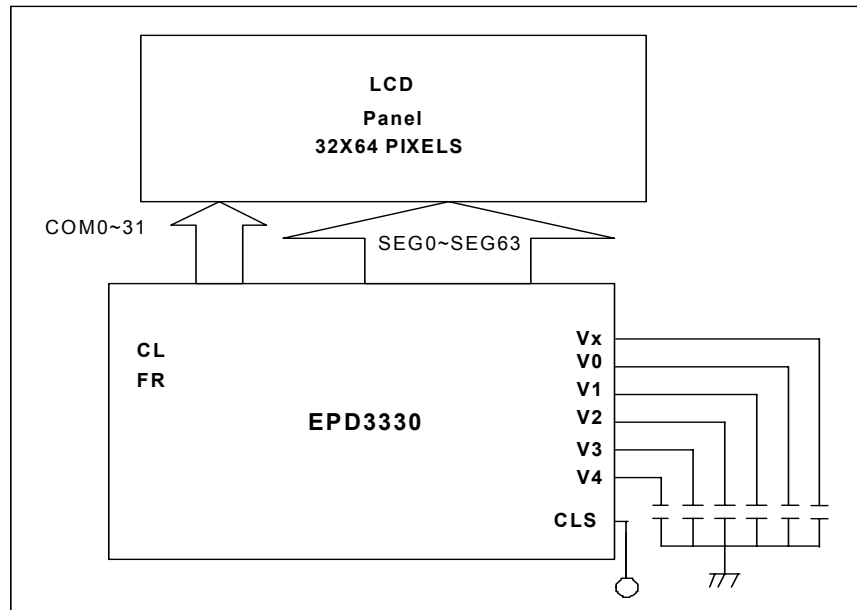 LCD
Panel
32X64 PIXELS
COM0~31
SEG0~SEG63
CL
FR
EPD3330
Vx
V0
V1
V2
V3
V4
CLS